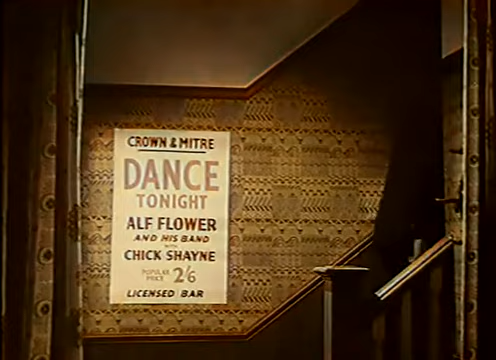 CROWN & MITRE
DANCE
TONIGHT
ALF FLOWER
AND HIS BAND
WITH
CHICK SHAYNE
POPULAR
PRICE 2/6
LICENSED BAR